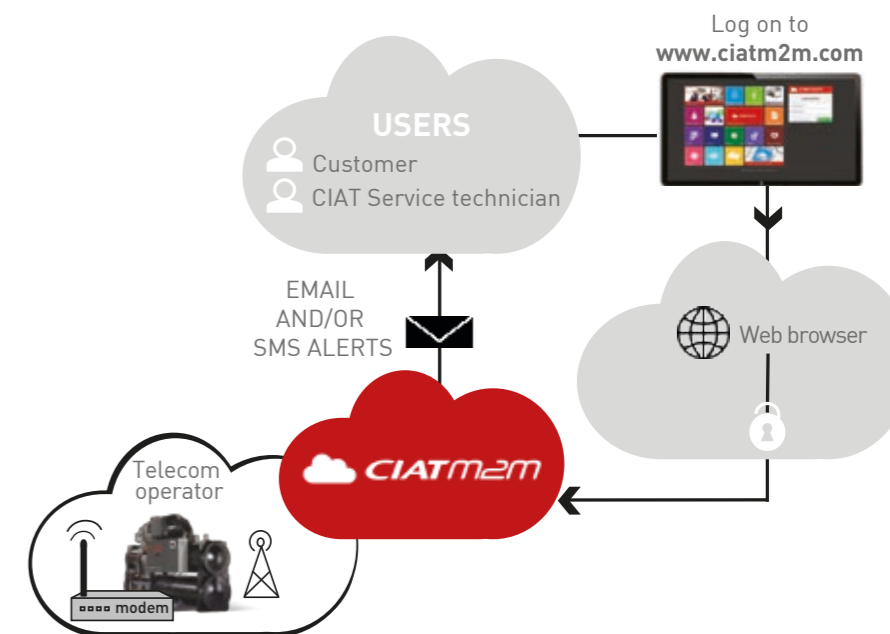 Log on to
www.ciatm2m.com
USERS
Customer
CIAT Service technician
EMAIL
AND/OR
SMS ALERTS
Web browser
CIATm2m
Telecom
operator
modem